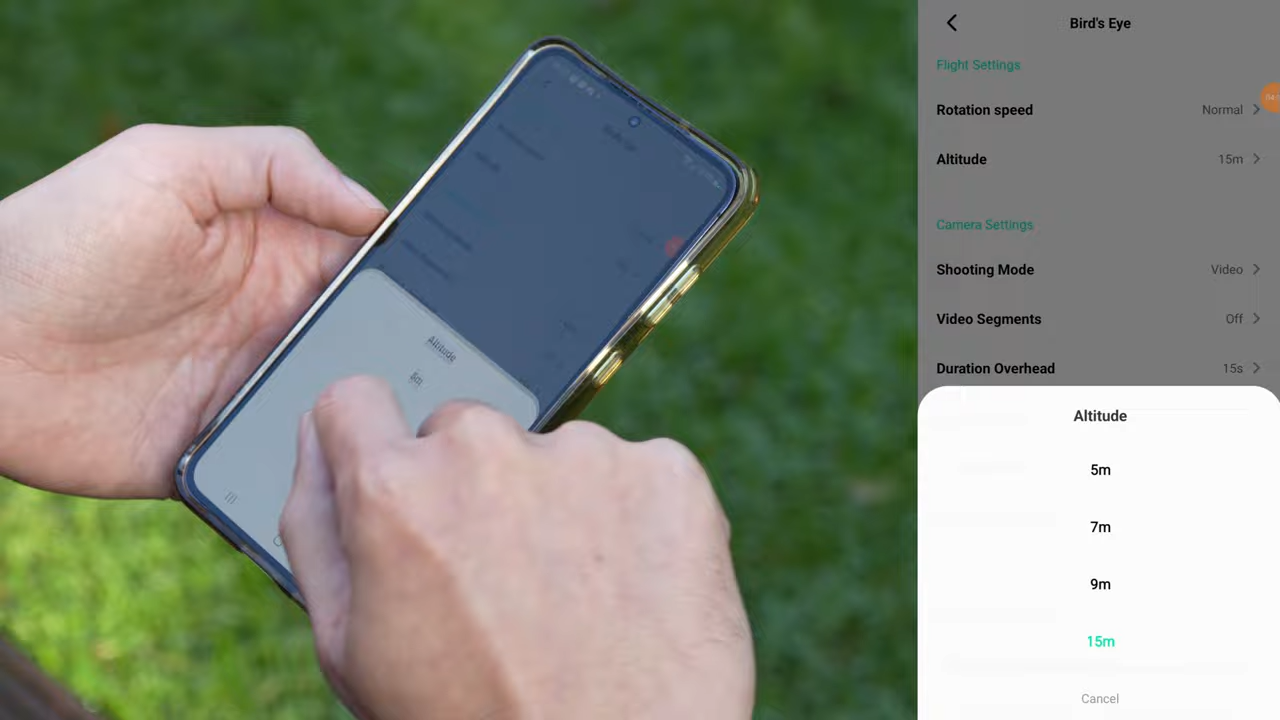 Altitude
5m
Bird's Eye
Flight Settings
Rotation speed Normal
Altitude 15m
Camera Settings
Shooting Mode Video
Video Segments Off
Duration Overhead 15s
Altitude
5m
7m
9m
15m
Cancel